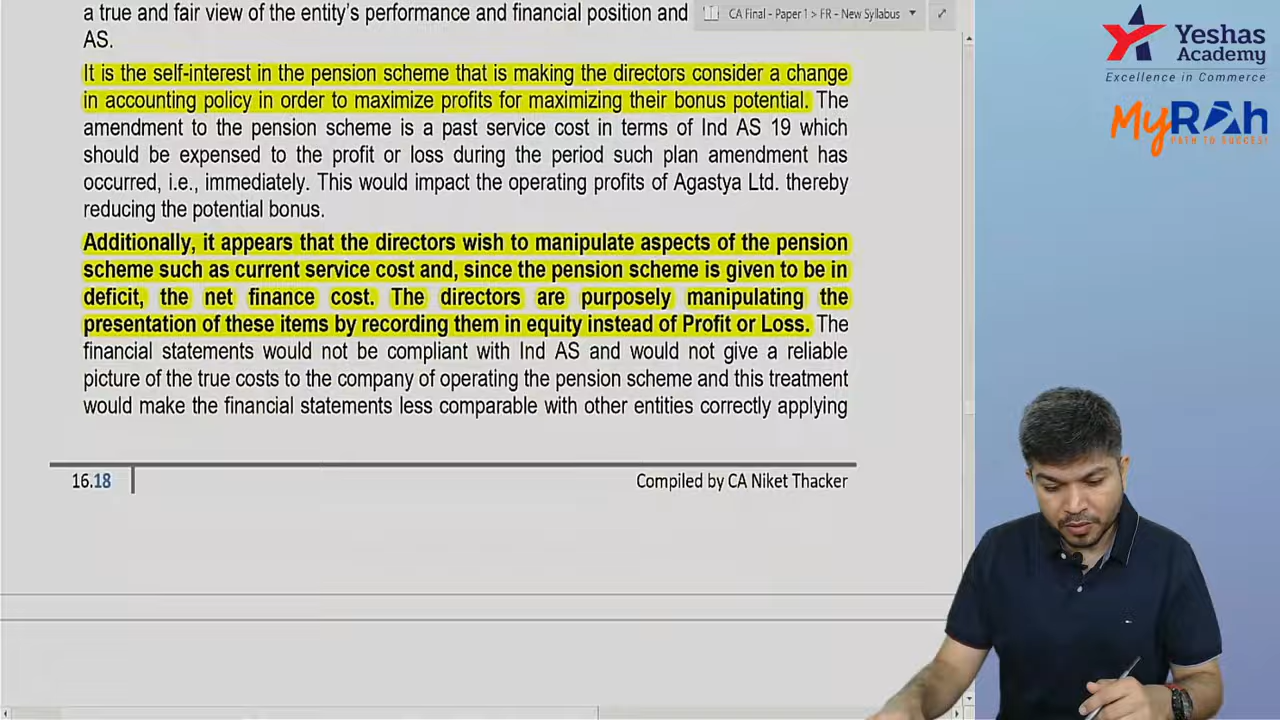 a true and fair view of the entity's performance and financial position and
AS.
CA Final - Paper 1 > FR - New Syllabus
It is the self-interest in the pension scheme that is making the directors consider a change
in accounting policy in order to maximize profits for maximizing their bonus potential. The
amendment to the pension scheme is a past service cost in terms of Ind AS 19 which
should be expensed to the profit or loss during the period such plan amendment has
occurred, i.e., immediately. This would impact the operating profits of Agastya Ltd. thereby
reducing the potential bonus.
Additionally, it appears that the directors wish to manipulate aspects of the pension
scheme such as current service cost and, since the pension scheme is given to be in
deficit, the net finance cost. The directors are purposely manipulating the
presentation of these items by recording them in equity instead of Profit or Loss. The
financial statements would not be compliant with Ind AS and would not give a reliable
picture of the true costs to the company of operating the pension scheme and this treatment
would make the financial statements less comparable with other entities correctly applying
16.18
Compiled by CA Niket Thacker
Yeshas
Academy
Excellence in Commerce
MyRAh
PATH TO SUCCESS